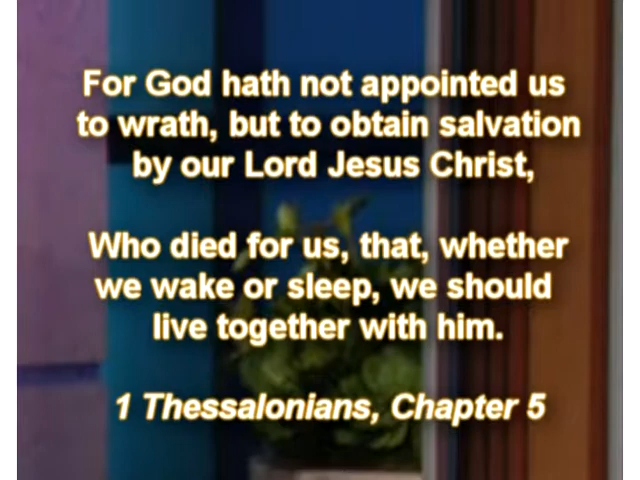 For God hath not appointed us
to wrath, but to obtain salvation
by our Lord Jesus Christ,
Who died for us, that, whether
we wake or sleep, we should
live together with him.
1 Thessalonians, Chapter 5